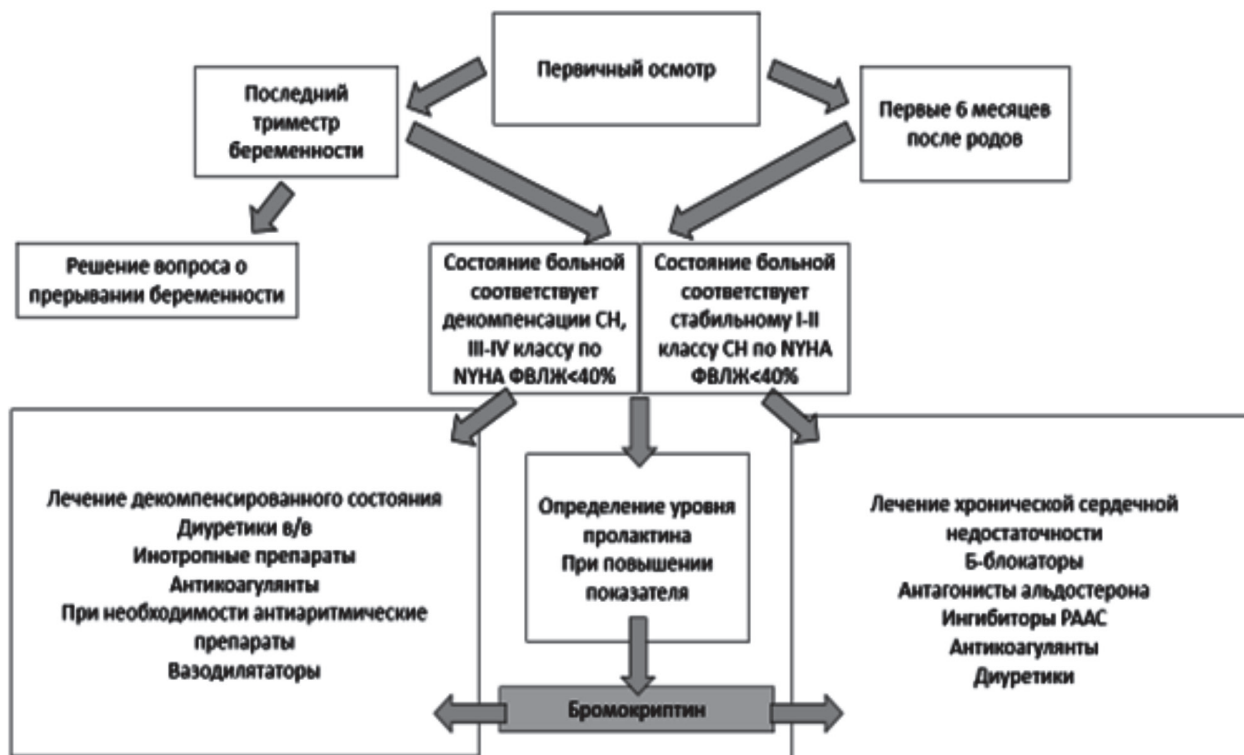 Первичный осмотр
Последний
триместр
беременности
Первые 6 месяцев
после родов
Решение вопроса о
прерывании беременности
Состояние больной
соответствует
декомпенсации СН,
III-IV классу по
NYHA ФВЛЖ<40%
Состояние больной
соответствует
стабильному I-II
классу СН по NYHA
ФВЛЖ<40%
Лечение декомпенсированного состояния
Диуретики в/в
Инотропные препараты
Антикоагулянты
При необходимости антиаритмические
препараты
Вазодилятаторы
Определение уровня
пролактина
При повышении
показателя
Лечение хронической сердечной
недостаточности
Б-блокаторы
Антагонисты альдостерона
Ингибиторы РААС
Антикоагулянты
Диуретики
Бромокриптин